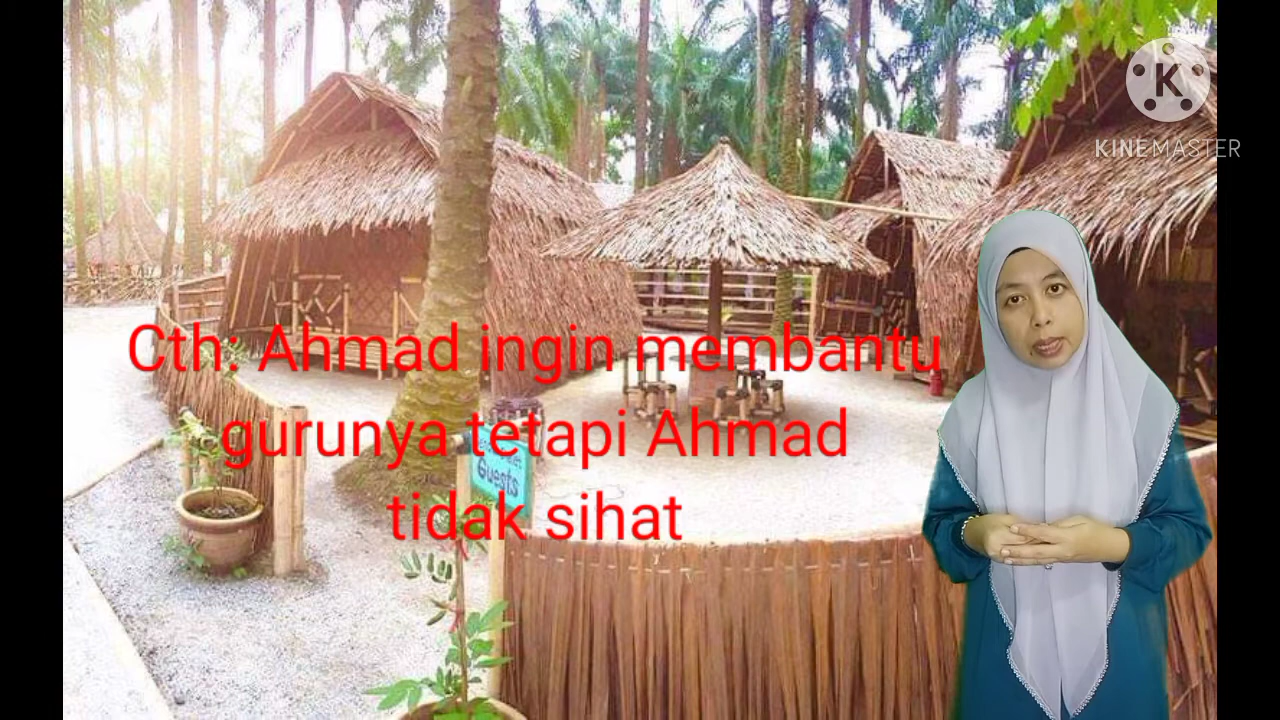 K
KINEMASTER
Cth: Ahmad ingin membantu
gurunya tetapi Ahmad
tidak sihat
Guests